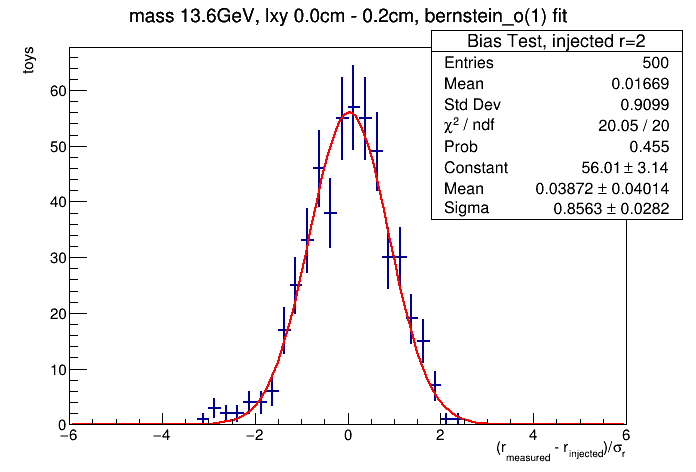 mass 13.6GeV, lxy 0.0cm - 0.2cm, bernstein_o(1) fit
toys
Bias Test, injected r=2
Entries 500
Mean 0.01669
Std Dev 0.9099
χ² / ndf 20.05 / 20
Prob 0.455
Constant 56.01 ± 3.14
Mean 0.03872 ± 0.04014
Sigma 0.8563 ± 0.0282
60
50
40
30
20
10
0
−6 −4 −2 0 2 4 6
(r_measured - r_injected)/σ_r